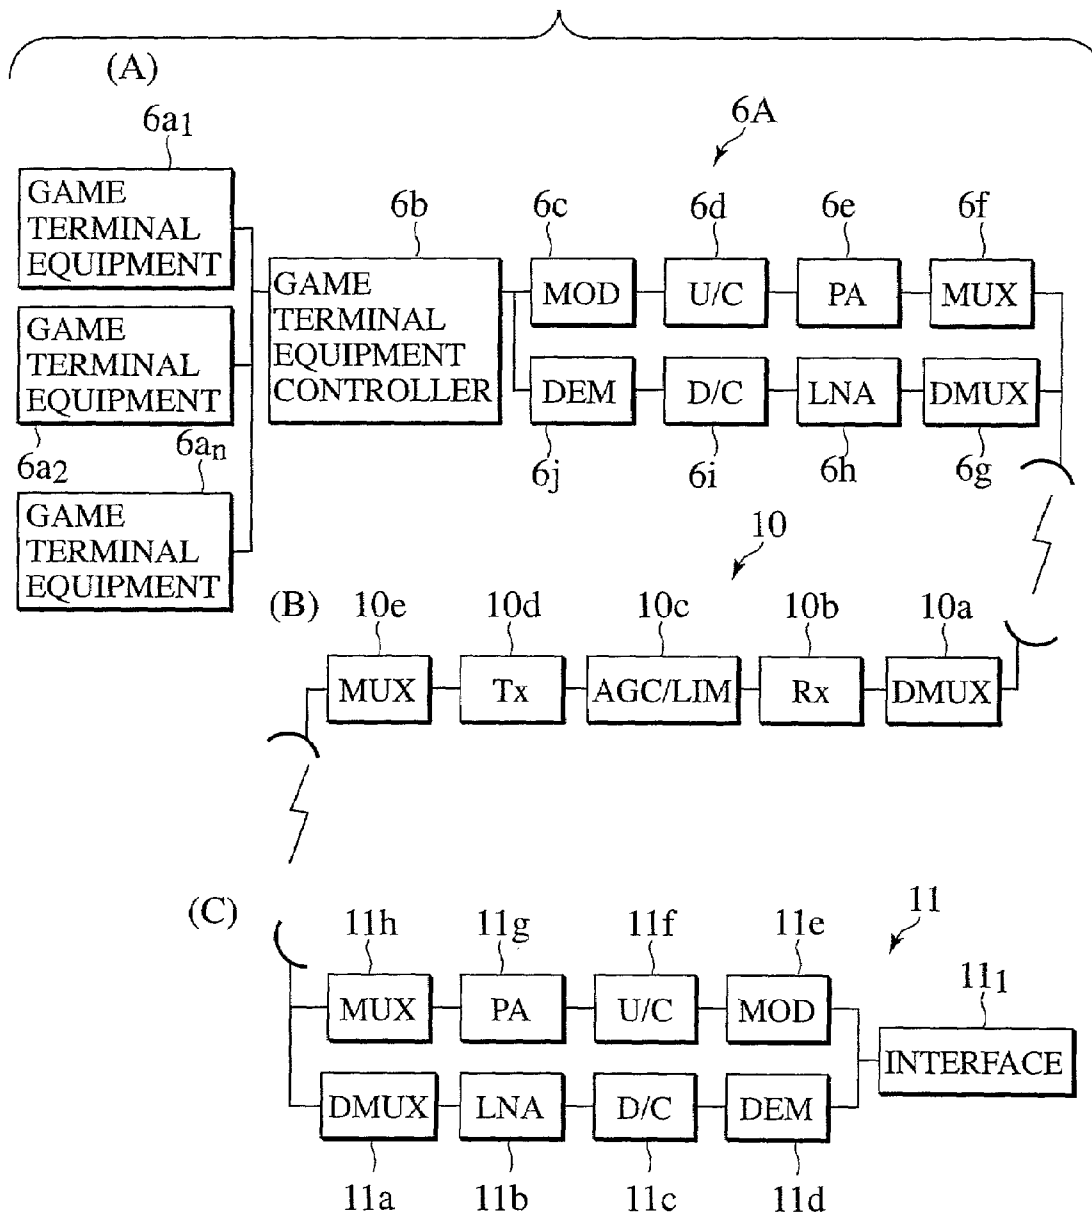 (A)
6A
6a1
GAME
TERMINAL
EQUIPMENT
6b
6c
6d
6e
6f
GAME
TERMINAL
EQUIPMENT
CONTROLLER
MOD
U/C
PA
MUX
GAME
TERMINAL
EQUIPMENT
DEM
D/C
LNA
DMUX
6a2
6an
6j
6i
6h
6g
GAME
TERMINAL
EQUIPMENT
10
(B)
10e
10d
10c
10b
10a
MUX
Tx
AGC/LIM
Rx
DMUX
(C)
11
11h
11g
11f
11e
111
MUX
PA
U/C
MOD
INTERFACE
DMUX
LNA
D/C
DEM
11a
11b
11c
11d